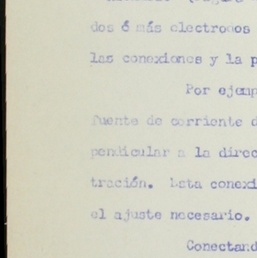 dos ó más electrodos
las conexiones y la p
Por ejemp
fuente de corriente d
pendicular a la direc
tración. Esta conexi
el ajuste necesario.
Conectand